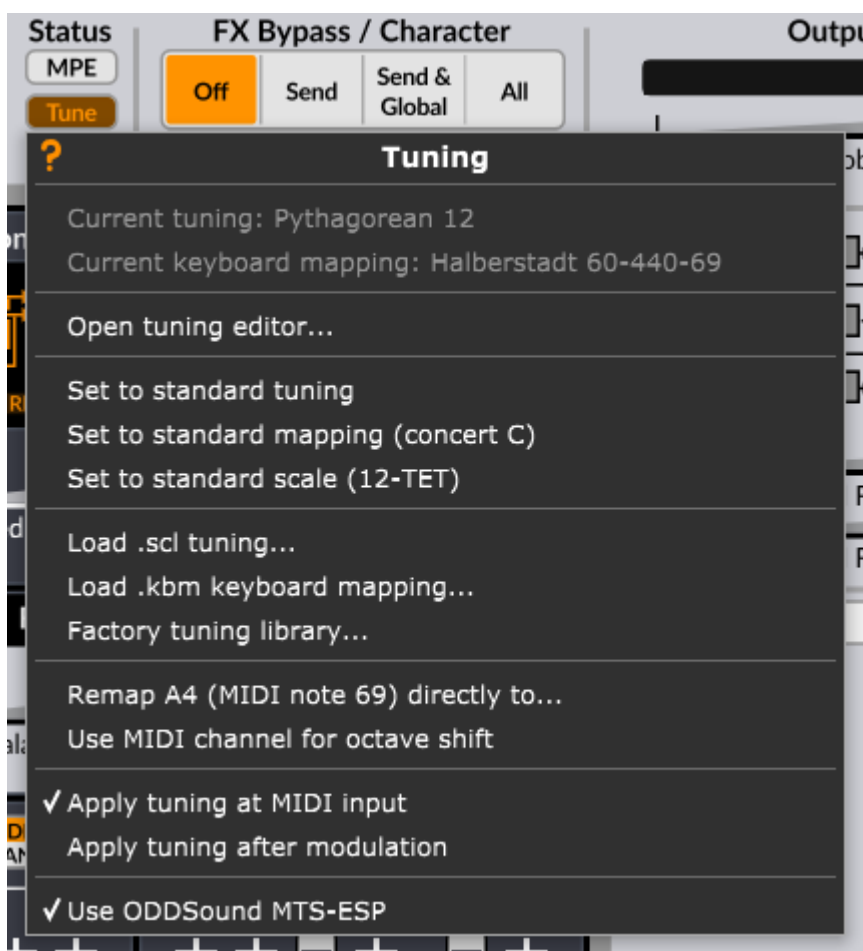 Status
FX Bypass / Character
MPE
Off
Send
Send &
Global
All
Tune
?
Tuning
Current tuning: Pythagorean 12
Current keyboard mapping: Halberstadt 60-440-69
Open tuning editor...
Set to standard tuning
Set to standard mapping (concert C)
Set to standard scale (12-TET)
Load .scl tuning...
Load .kbm keyboard mapping...
Factory tuning library...
Remap A4 (MIDI note 69) directly to...
Use MIDI channel for octave shift
✓ Apply tuning at MIDI input
Apply tuning after modulation
✓ Use ODDSound MTS-ESP